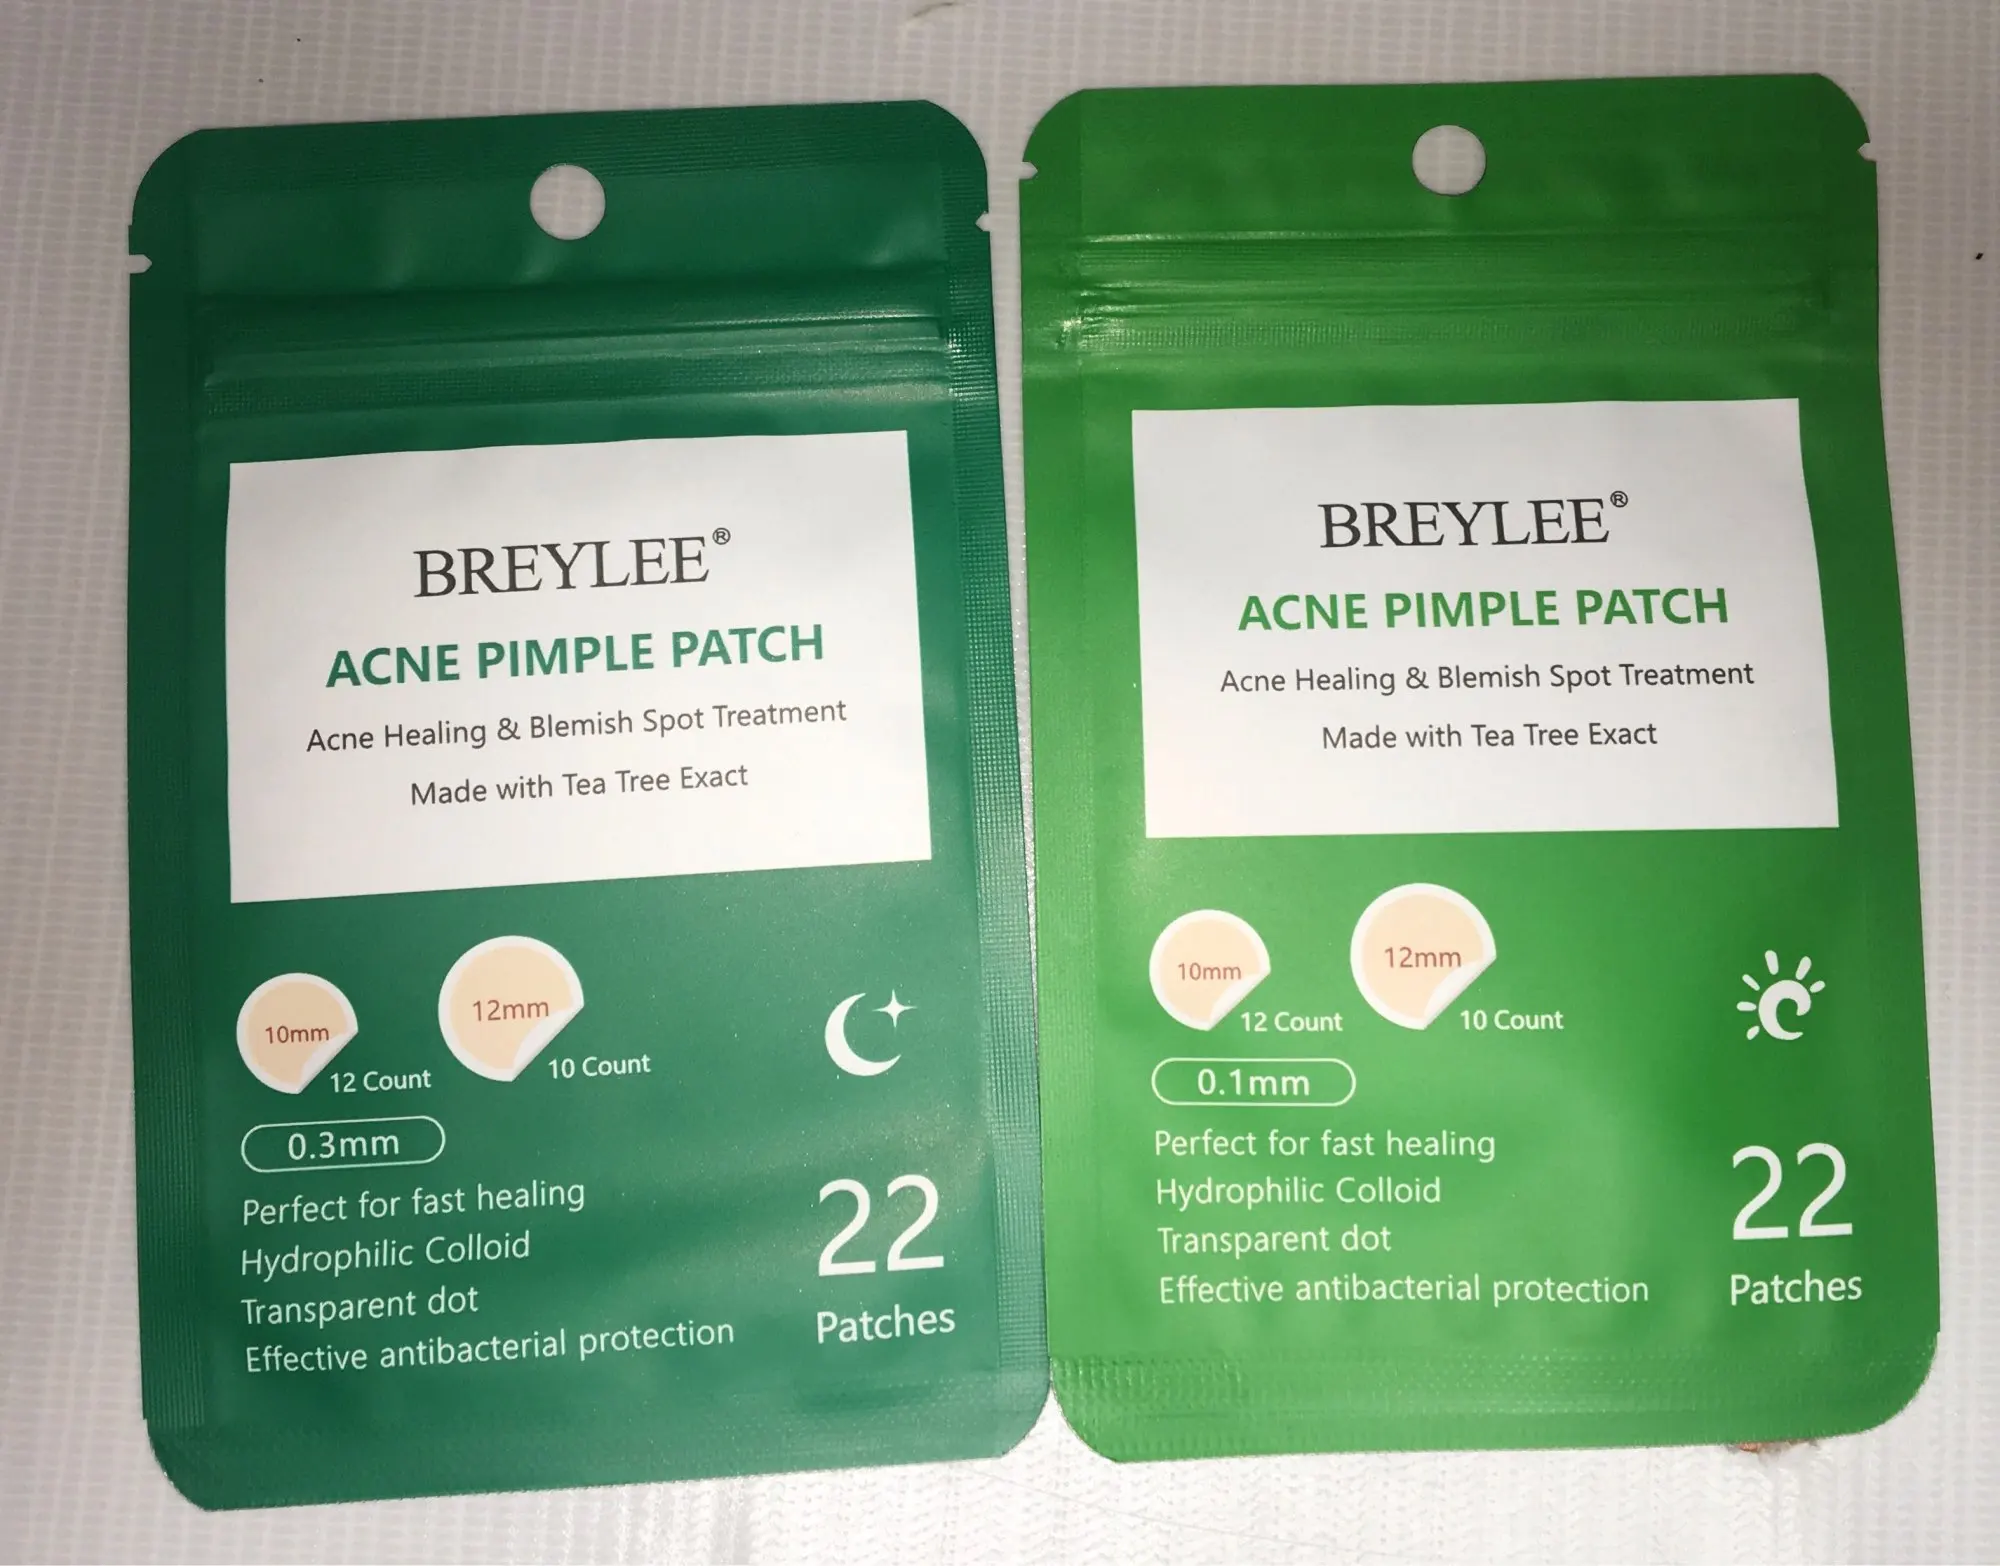 BREYLEE®
ACNE PIMPLE PATCH
Acne Healing & Blemish Spot Treatment
Made with Tea Tree Exact
10mm
12 Count
12mm
10 Count
0.3mm
Perfect for fast healing
Hydrophilic Colloid
Transparent dot
Effective antibacterial protection
22
Patches
BREYLEE®
ACNE PIMPLE PATCH
Acne Healing & Blemish Spot Treatment
Made with Tea Tree Exact
10mm
12 Count
12mm
10 Count
0.1mm
Perfect for fast healing
Hydrophilic Colloid
Transparent dot
Effective antibacterial protection
22
Patches